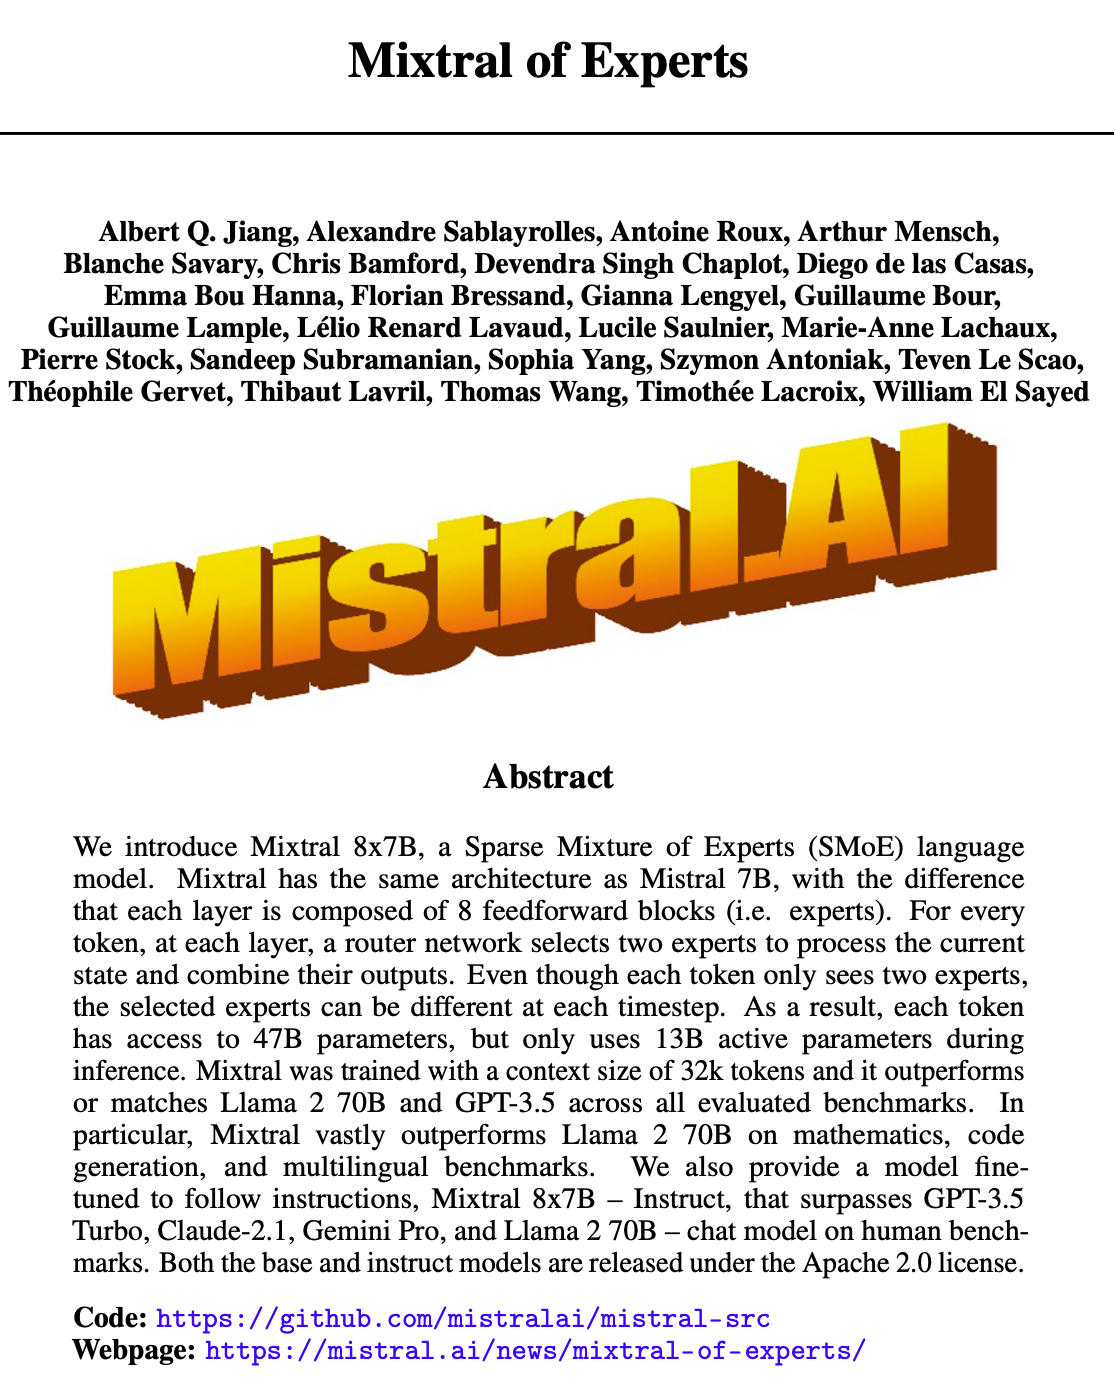 Mixtral of Experts
Albert Q. Jiang, Alexandre Sablayrolles, Antoine Roux, Arthur Mensch,
Blanche Savary, Chris Bamford, Devendra Singh Chaplot, Diego de las Casas,
Emma Bou Hanna, Florian Bressand, Gianna Lengyel, Guillaume Bour,
Guillaume Lample, Lélio Renard Lavaud, Lucile Saulnier, Marie-Anne Lachaux,
Pierre Stock, Sandeep Subramanian, Sophia Yang, Szymon Antoniak, Teven Le Scao,
Théophile Gervet, Thibaut Lavril, Thomas Wang, Timothée Lacroix, William El Sayed
Mistral.AI
Abstract
We introduce Mixtral 8x7B, a Sparse Mixture of Experts (SMoE) language
model. Mixtral has the same architecture as Mistral 7B, with the difference
that each layer is composed of 8 feedforward blocks (i.e. experts). For every
token, at each layer, a router network selects two experts to process the current
state and combine their outputs. Even though each token only sees two experts,
the selected experts can be different at each timestep. As a result, each token
has access to 47B parameters, but only uses 13B active parameters during
inference. Mixtral was trained with a context size of 32k tokens and it outperforms
or matches Llama 2 70B and GPT-3.5 across all evaluated benchmarks. In
particular, Mixtral vastly outperforms Llama 2 70B on mathematics, code
generation, and multilingual benchmarks. We also provide a model fine-
tuned to follow instructions, Mixtral 8x7B – Instruct, that surpasses GPT-3.5
Turbo, Claude-2.1, Gemini Pro, and Llama 2 70B – chat model on human bench-
marks. Both the base and instruct models are released under the Apache 2.0 license.
Code: https://github.com/mistralai/mistral-src
Webpage: https://mistral.ai/news/mixtral-of-experts/